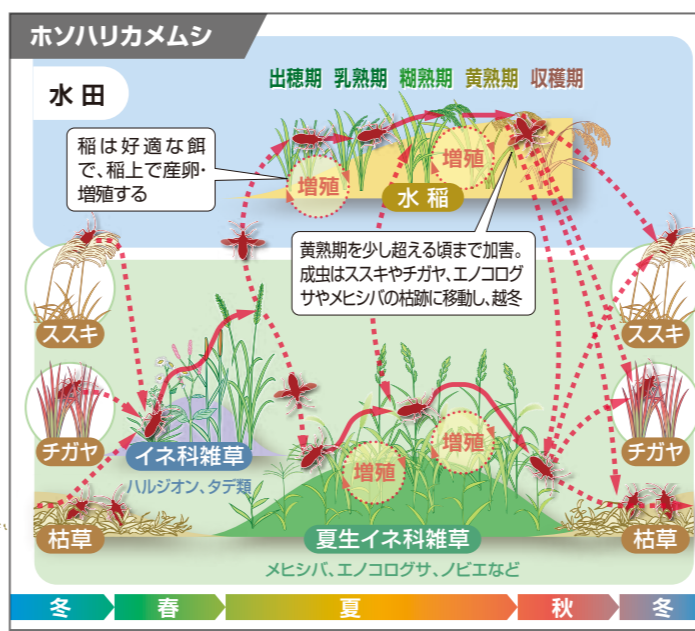 ホソハリカメムシ
水田
出穂期 乳熟期 糊熟期 黄熟期 収穫期
稲は好適な餌
で、稲上で産卵・
増殖する
増殖
増殖
水稲
黄熟期を少し超える頃まで加害。
成虫はススキやチガヤ、エノコログ
サやメヒシバの枯跡に移動し、越冬
ススキ
ススキ
チガヤ
チガヤ
イネ科雑草
ハルジオン、タデ類
増殖
増殖
枯草
夏生イネ科雑草
枯草
メヒシバ、エノコログサ、ノビエなど
冬 春 夏 秋 冬